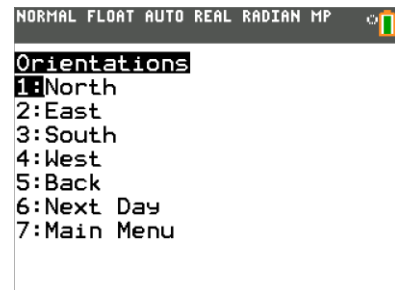 NORMAL FLOAT AUTO REAL RADIAN MP
Orientations
1:North
2:East
3:South
4:West
5:Back
6:Next Day
7:Main Menu